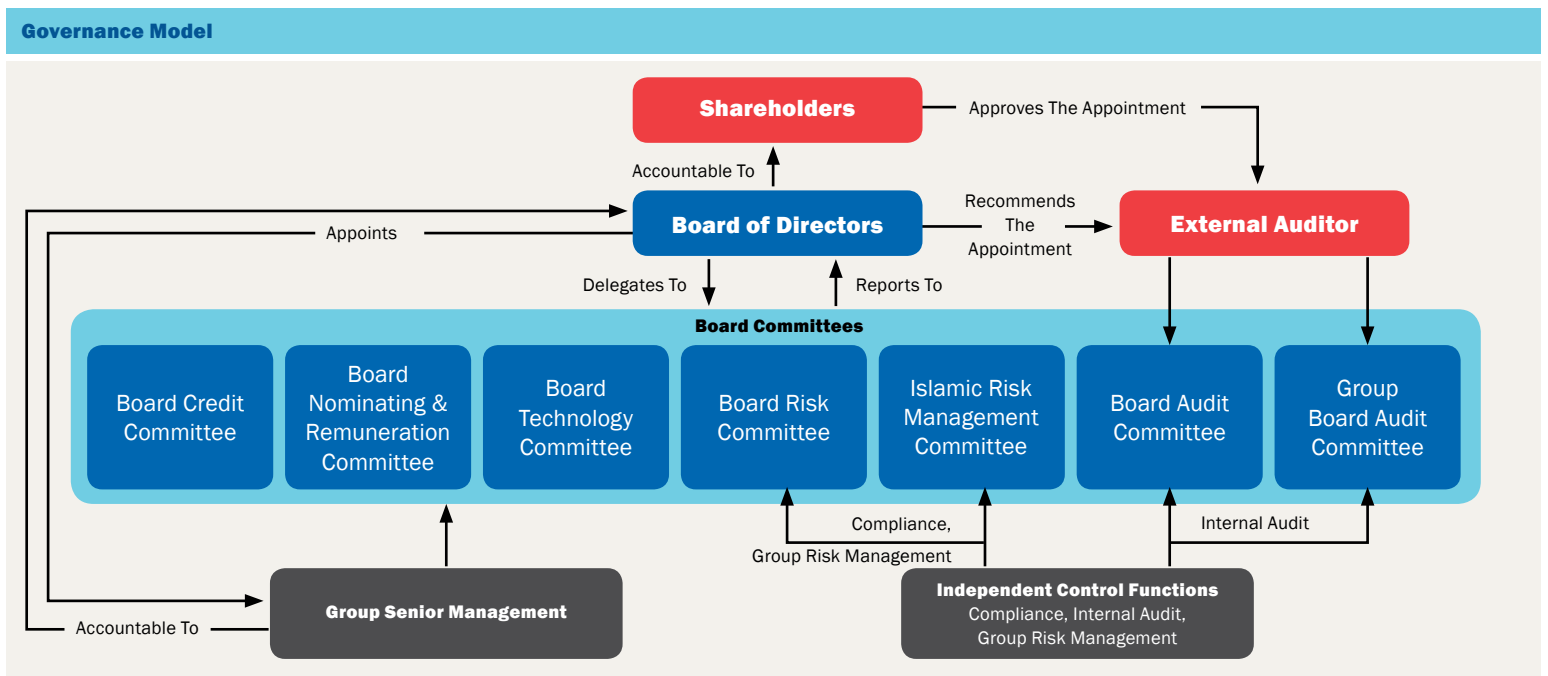 Governance Model
Shareholders
Approves The Appointment
Accountable To
Board of Directors
Recommends
The
Appointment
External Auditor
Appoints
Delegates To
Reports To
Board Committees
Board Credit
Committee
Board
Nominating &
Remuneration
Committee
Board
Technology
Committee
Board Risk
Committee
Islamic Risk
Management
Committee
Board Audit
Committee
Group
Board Audit
Committee
Compliance,
Group Risk Management
Internal Audit
Group Senior Management
Accountable To
Independent Control Functions
Compliance, Internal Audit,
Group Risk Management